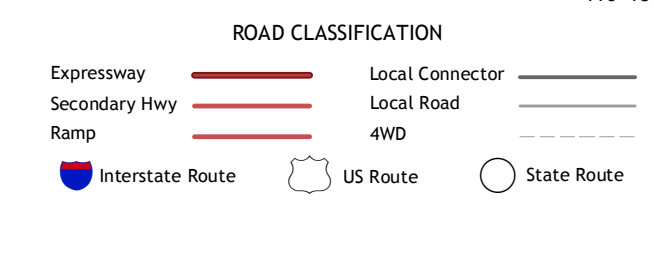 ROAD CLASSIFICATION
Expressway
Local Connector
Secondary Hwy
Local Road
Ramp
4WD
Interstate Route
US Route
State Route